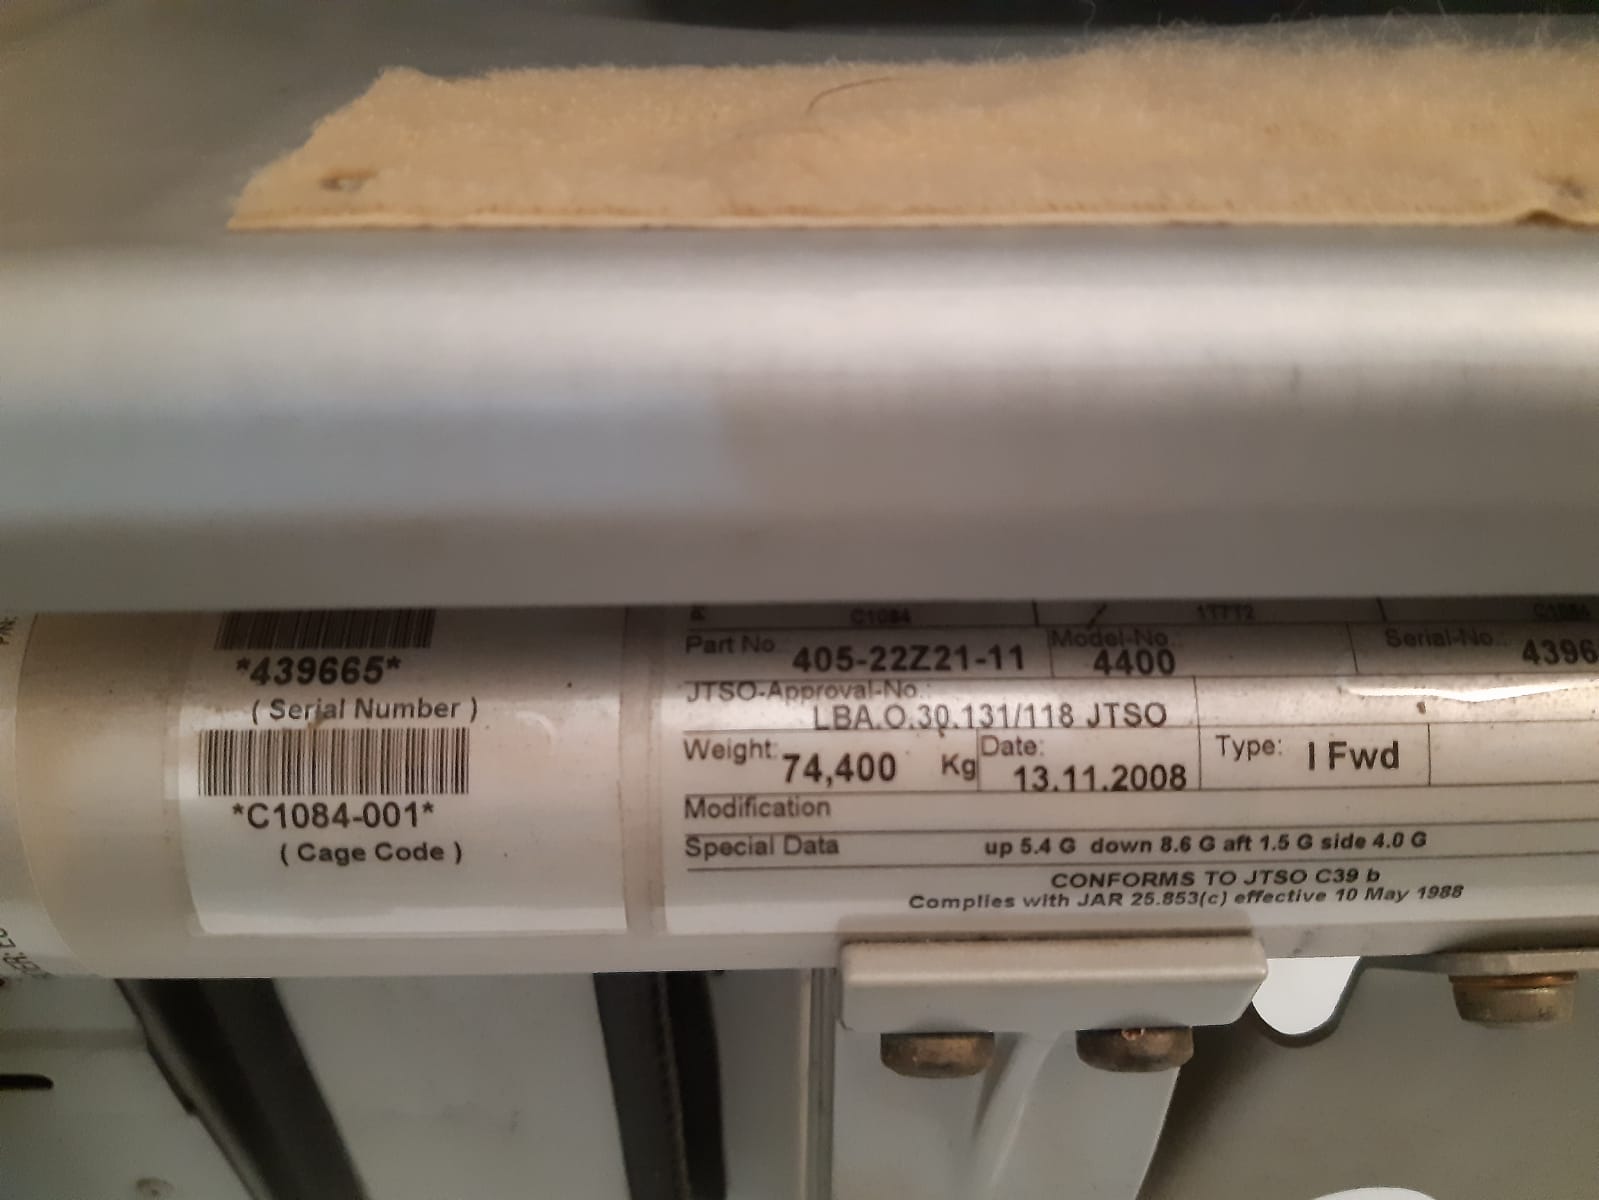 *439665*
( Serial Number )
*C1084-001*
( Cage Code )
& C1084 1T7T2 C1084
Part No. 405-22Z21-11 Model-No. 4400 Serial-No.: 4396
JTSO-Approval-No.:
LBA.O.30.131/118 JTSO
Weight: 74,400 Kg Date: 13.11.2008 Type: I Fwd
Modification
Special Data up 5.4 G down 8.6 G aft 1.5 G side 4.0 G
CONFORMS TO JTSO C39 b
Complies with JAR 25.853(c) effective 10 May 1988